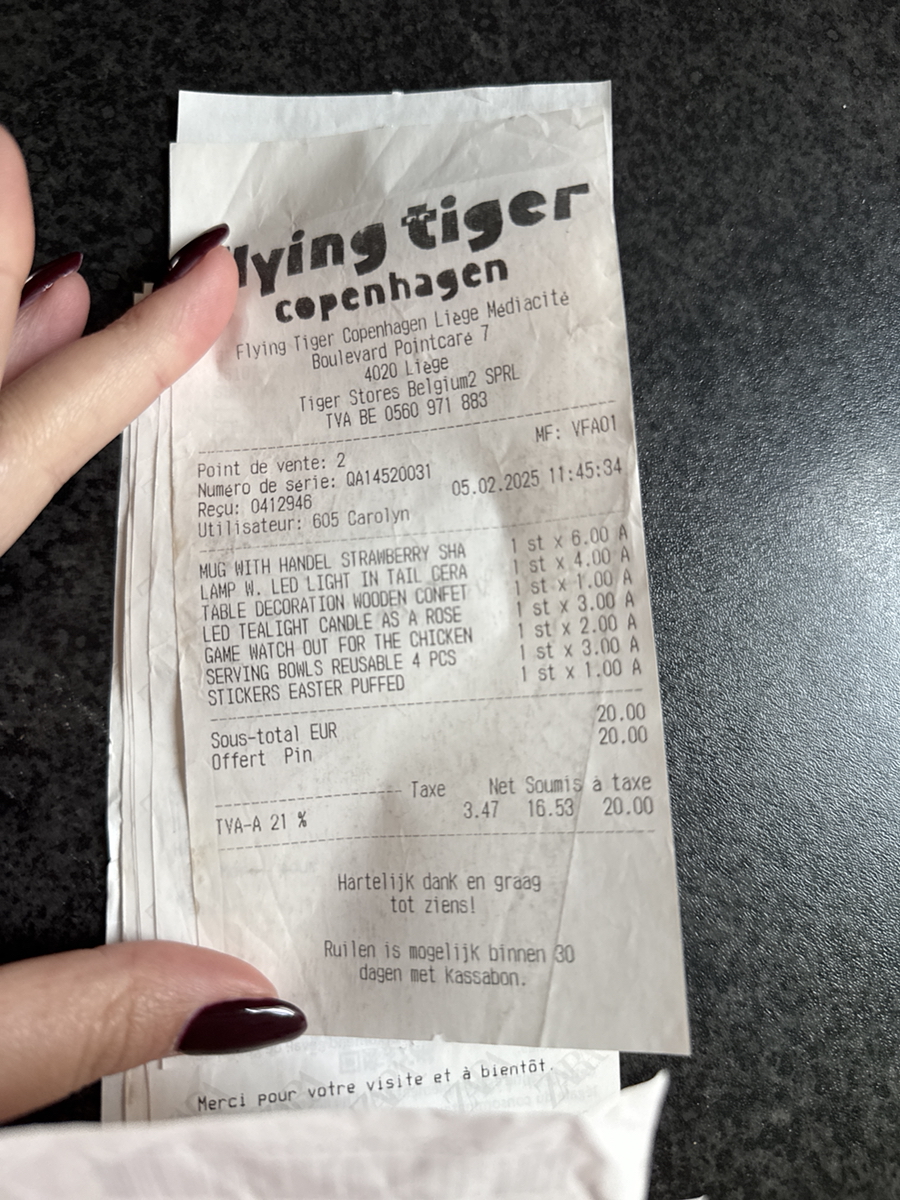 lying tiger
copenhagen
Flying Tiger Copenhagen Liège Médiacité
Boulevard Pointcaré 7
4020 Liège
Tiger Stores Belgium2 SPRL
TVA BE 0560 971 883
MF: VFA01
Point de vente: 2
Numéro de série: QA14520031
Reçu: 0412946 05.02.2025 11:45:34
Utilisateur: 605 Carolyn
MUG WITH HANDEL STRAWBERRY SHA 1 st x 6.00 A
LAMP W. LED LIGHT IN TAIL CERA 1 st x 4.00 A
TABLE DECORATION WOODEN CONFET 1 st x 1.00 A
LED TEALIGHT CANDLE AS A ROSE 1 st x 3.00 A
GAME WATCH OUT FOR THE CHICKEN 1 st x 2.00 A
SERVING BOWLS REUSABLE 4 PCS 1 st x 3.00 A
STICKERS EASTER PUFFED 1 st x 1.00 A
Sous-total EUR 20.00
Offert Pin 20.00
Taxe Net Soumis à taxe
TVA-A 21 % 3.47 16.53 20.00
Hartelijk dank en graag
tot ziens!
Ruilen is mogelijk binnen 30
dagen met Kassabon.
Merci pour votre visite et à bientôt.